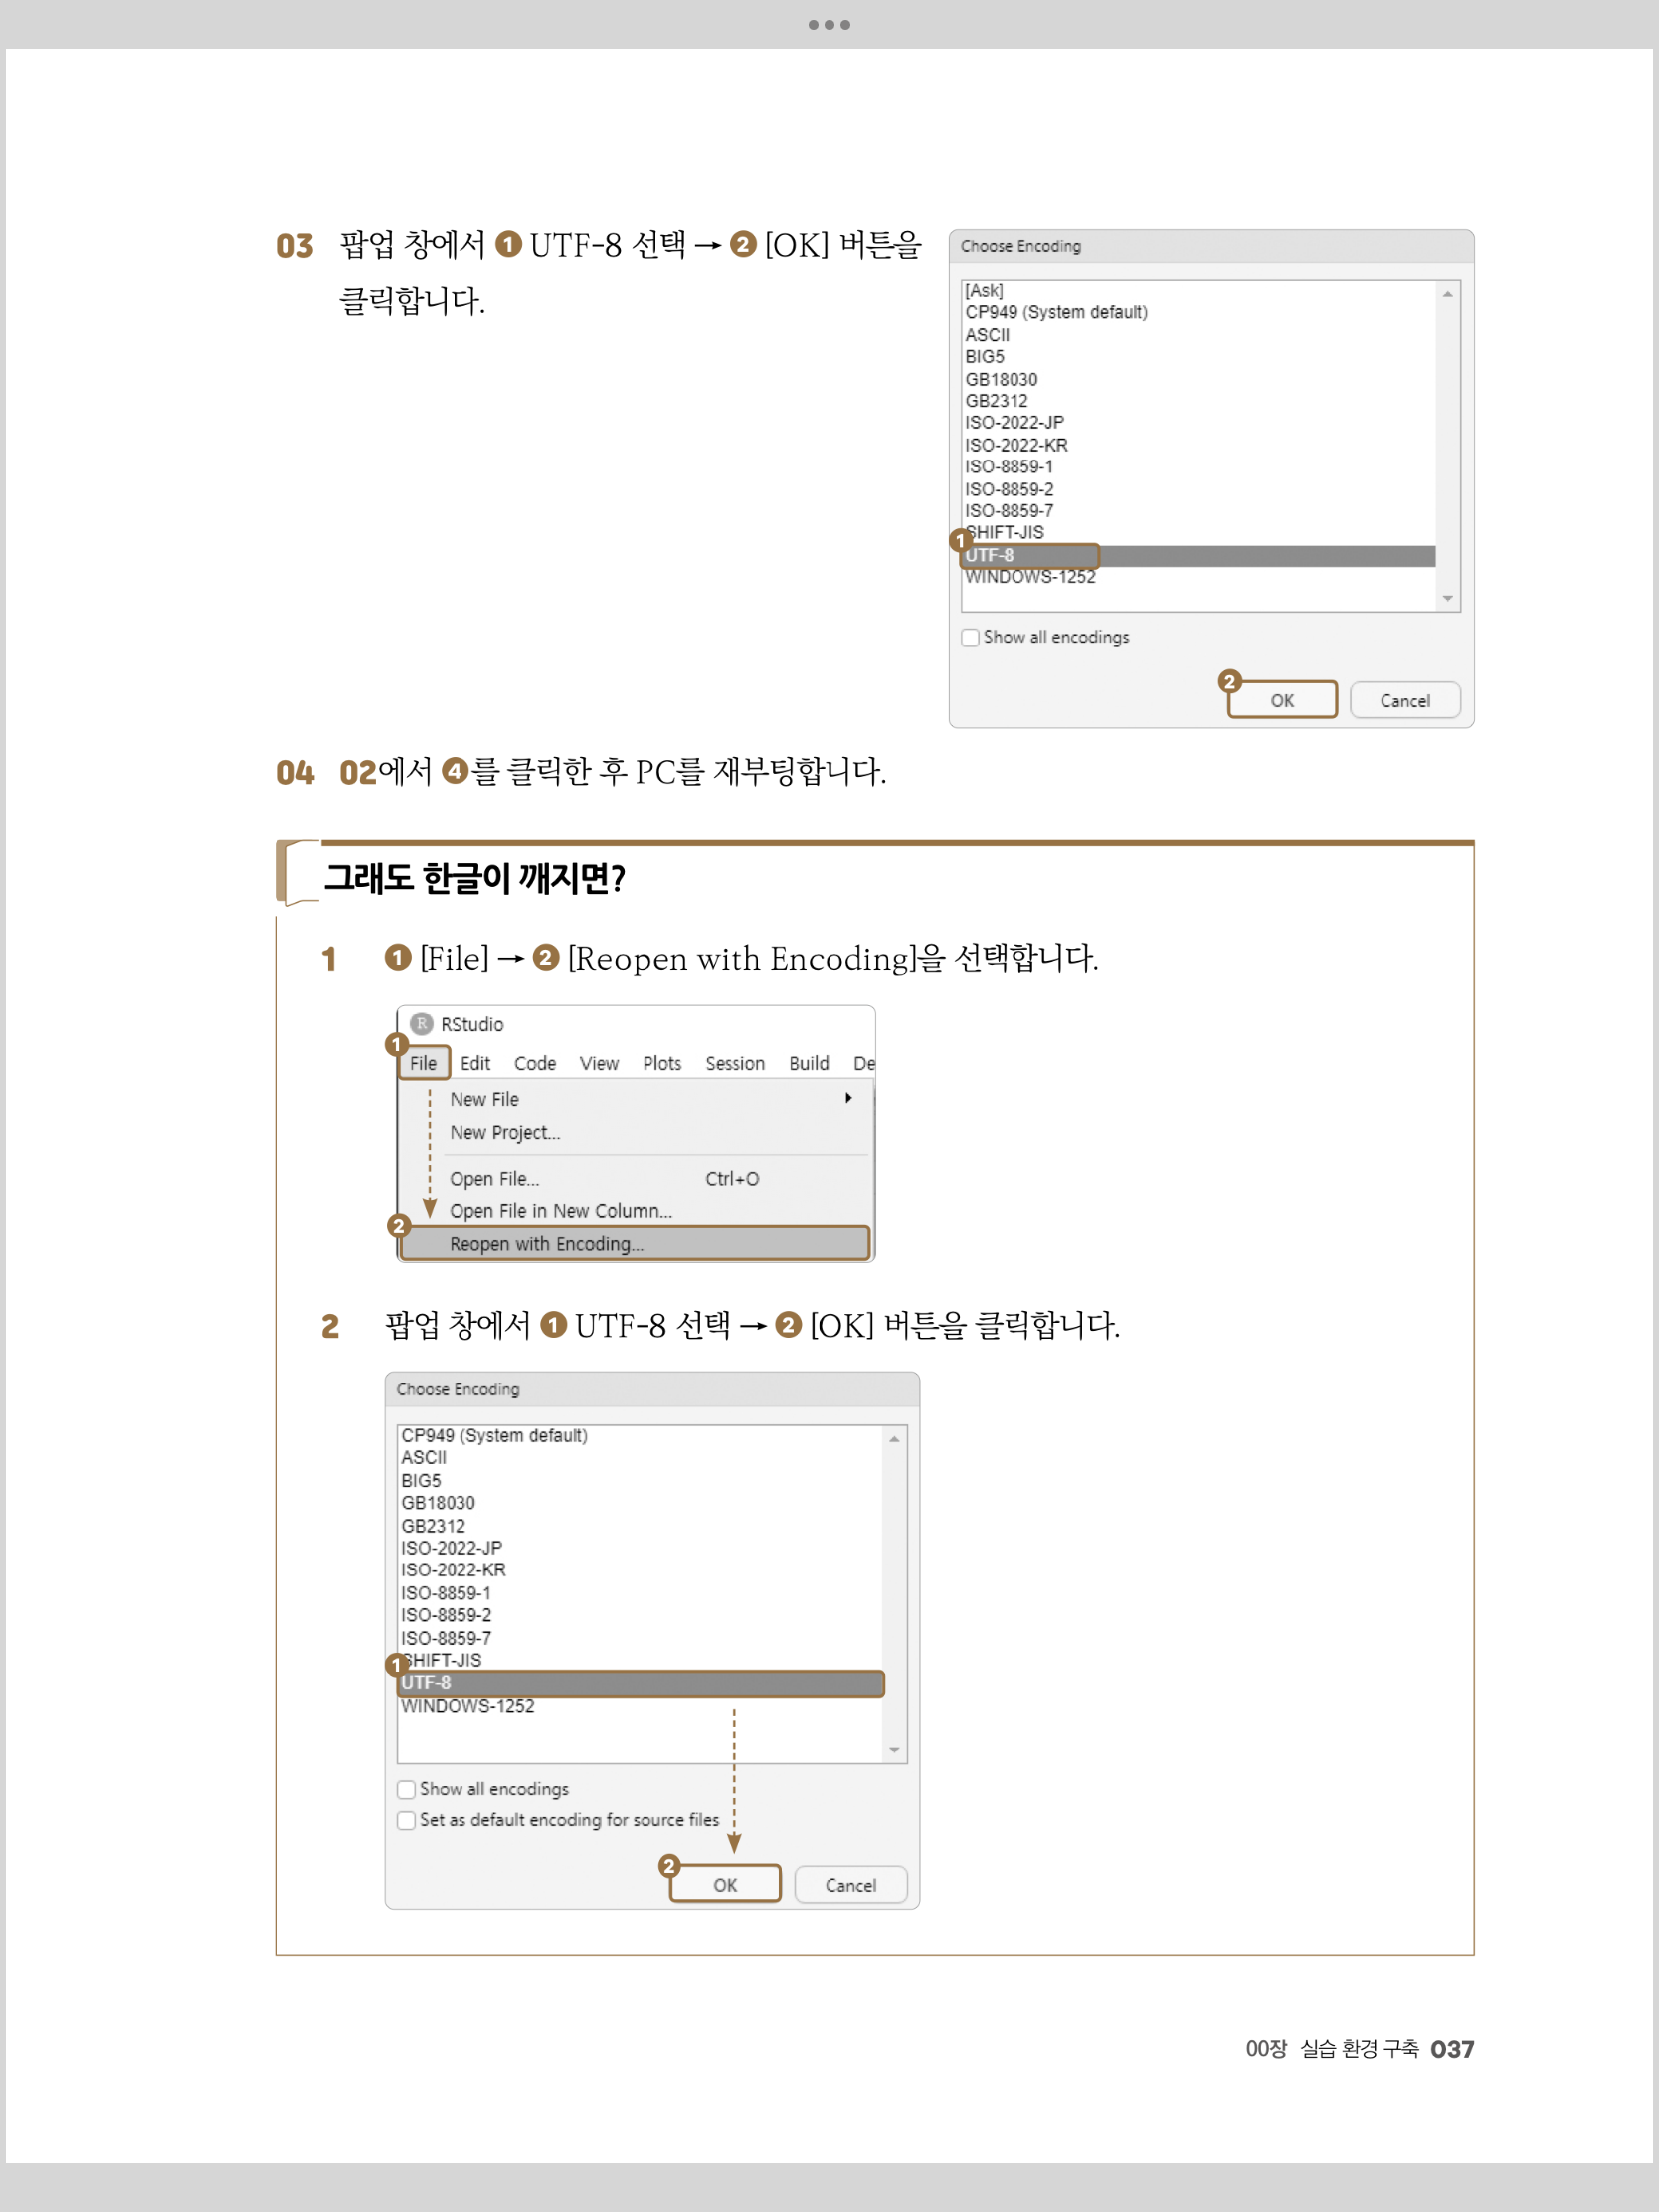 03 팝업 창에서 ❶ UTF-8 선택 → ❷ [OK] 버튼을
클릭합니다.
Choose Encoding
[Ask]
CP949 (System default)
ASCII
BIG5
GB18030
GB2312
ISO-2022-JP
ISO-2022-KR
ISO-8859-1
ISO-8859-2
ISO-8859-7
SHIFT-JIS
❶ UTF-8
WINDOWS-1252
Show all encodings
❷ OK Cancel
04 02에서 ❹를 클릭한 후 PC를 재부팅합니다.
그래도 한글이 깨지면?
1 ❶ [File] → ❷ [Reopen with Encoding]을 선택합니다.
R RStudio
❶ File Edit Code View Plots Session Build De
New File
New Project...
Open File... Ctrl+O
Open File in New Column...
❷ Reopen with Encoding...
2 팝업 창에서 ❶ UTF-8 선택 → ❷ [OK] 버튼을 클릭합니다.
Choose Encoding
CP949 (System default)
ASCII
BIG5
GB18030
GB2312
ISO-2022-JP
ISO-2022-KR
ISO-8859-1
ISO-8859-2
ISO-8859-7
SHIFT-JIS
❶ UTF-8
WINDOWS-1252
Show all encodings
Set as default encoding for source files
❷ OK Cancel
00장 실습 환경 구축 037